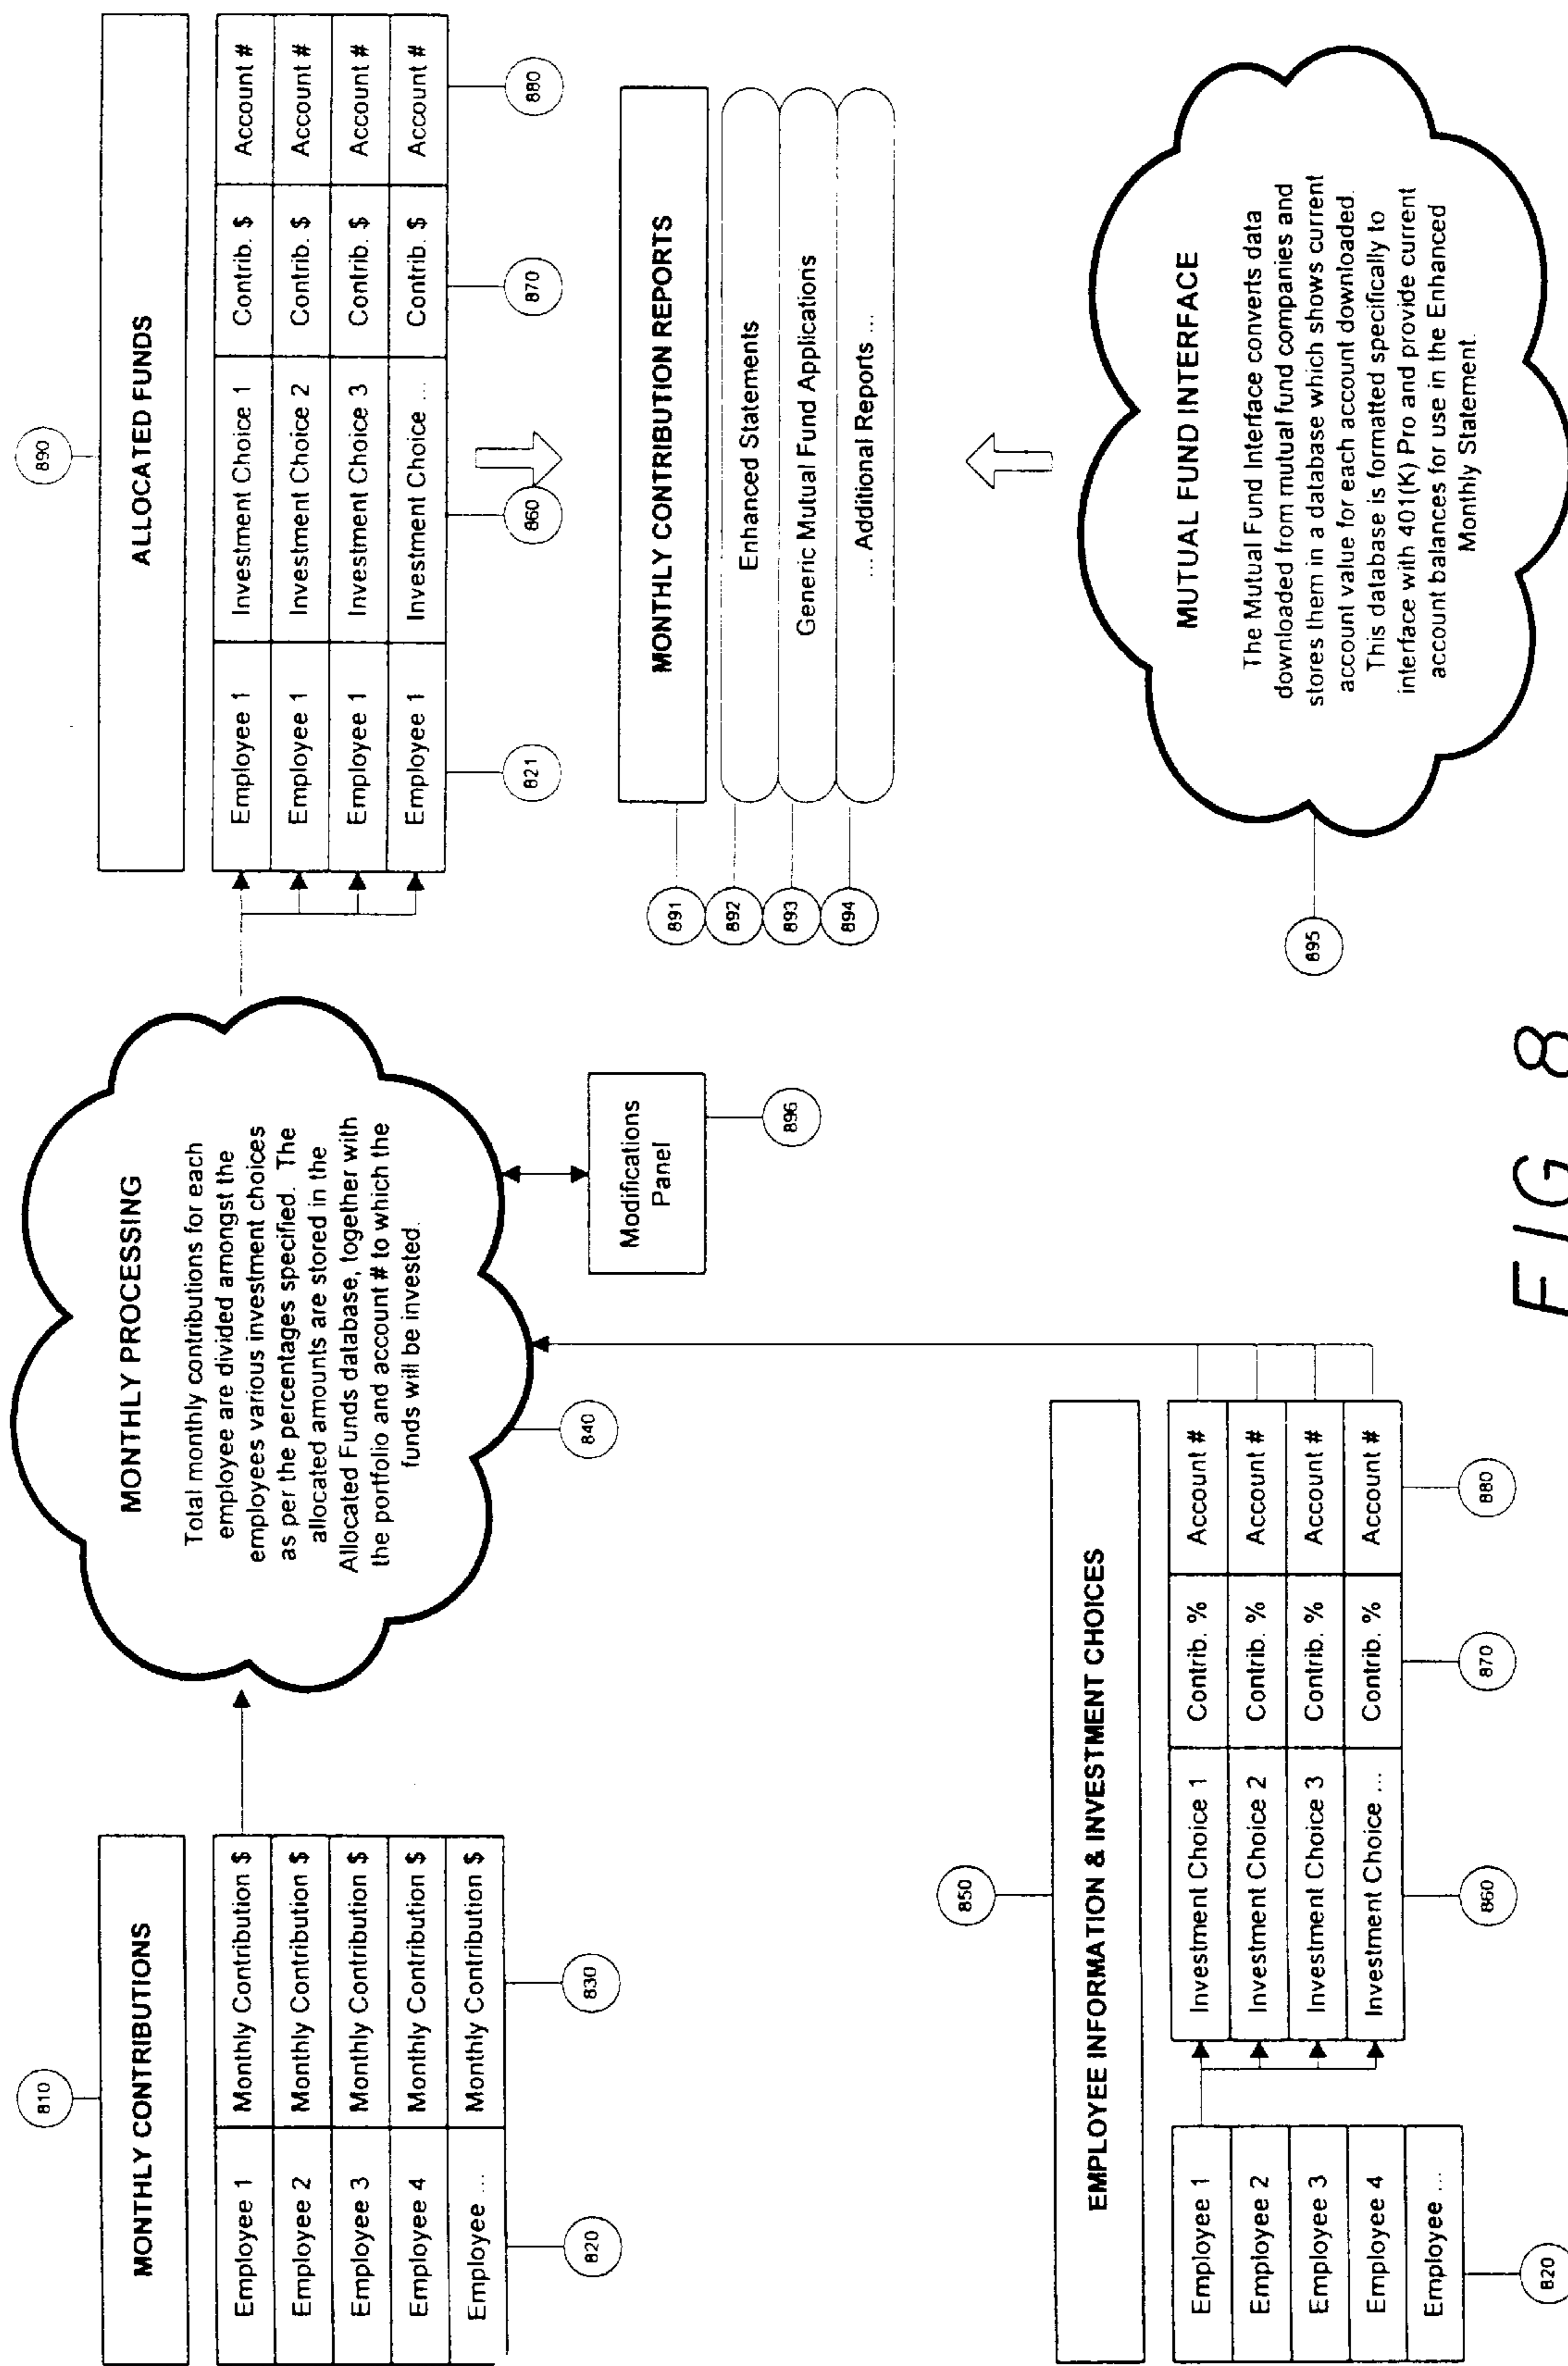 810
MONTHLY CONTRIBUTIONS
Employee 1 Monthly Contribution $
Employee 2 Monthly Contribution $
Employee 3 Monthly Contribution $
Employee 4 Monthly Contribution $
Employee ... Monthly Contribution $
820 830
MONTHLY PROCESSING
Total monthly contributions for each
employee are divided amongst the
employees various investment choices
as per the percentages specified. The
allocated amounts are stored in the
Allocated Funds database, together with
the portfolio and account # to which the
funds will be invested.
840
Modifications
Panel
896
890
ALLOCATED FUNDS
Employee 1 Investment Choice 1 Contrib. $ Account #
Employee 1 Investment Choice 2 Contrib. $ Account #
Employee 1 Investment Choice 3 Contrib. $ Account #
Employee 1 Investment Choice ... Contrib. $ Account #
821 860 870 880
891 MONTHLY CONTRIBUTION REPORTS
892 Enhanced Statements
893 Generic Mutual Fund Applications
894 ... Additional Reports ...
850
EMPLOYEE INFORMATION & INVESTMENT CHOICES
Employee 1 Investment Choice 1 Contrib. % Account #
Employee 2 Investment Choice 2 Contrib. % Account #
Employee 3 Investment Choice 3 Contrib. % Account #
Employee 4 Investment Choice ... Contrib. % Account #
Employee ...
820 860 870 880
MUTUAL FUND INTERFACE
The Mutual Fund Interface converts data
downloaded from mutual fund companies and
stores them in a database which shows current
account value for each account downloaded.
This database is formatted specifically to
interface with 401(K) Pro and provide current
account balances for use in the Enhanced
Monthly Statement.
895
FIG 8